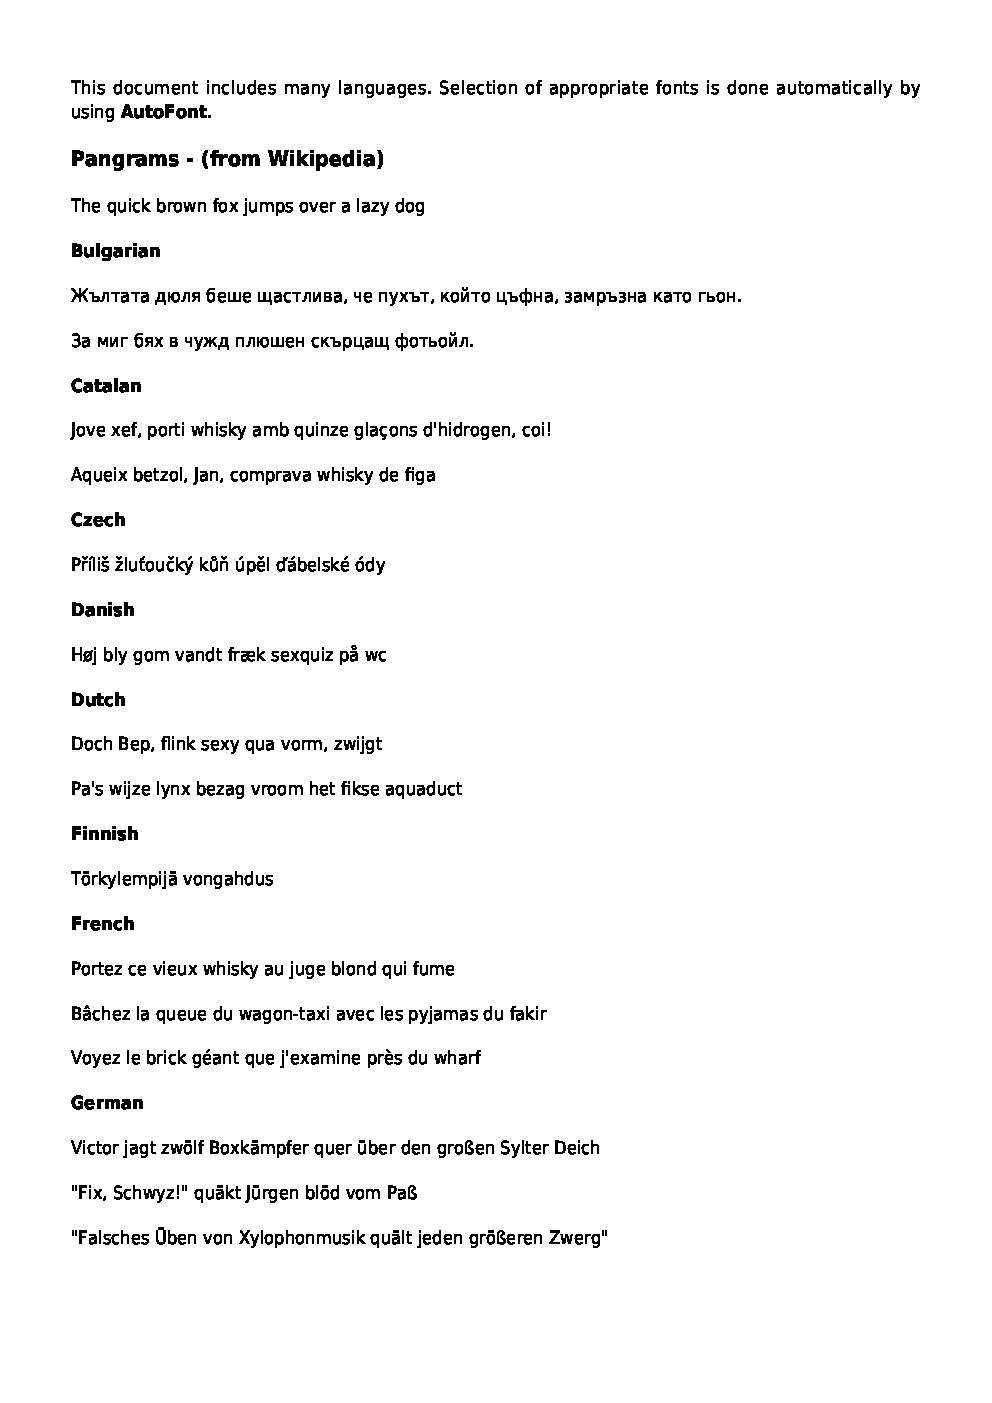 This document includes many languages. Selection of appropriate fonts is done automatically by
using AutoFont.
Pangrams - (from Wikipedia)
The quick brown fox jumps over a lazy dog
Bulgarian
Жълтата дюля беше щастлива, че пухът, който цъфна, замръзна като гьон.
За миг бях в чужд плюшен скърцащ фотьойл.
Catalan
Jove xef, porti whisky amb quinze glaçons d'hidrogen, coi!
Aqueix betzol, Jan, comprava whisky de figa
Czech
Příliš žluťoučký kůň úpěl ďábelské ódy
Danish
Høj bly gom vandt fræk sexquiz på wc
Dutch
Doch Bep, flink sexy qua vorm, zwijgt
Pa's wijze lynx bezag vroom het fikse aquaduct
Finnish
Törkylempijä vongahdus
French
Portez ce vieux whisky au juge blond qui fume
Bâchez la queue du wagon-taxi avec les pyjamas du fakir
Voyez le brick géant que j'examine près du wharf
German
Victor jagt zwölf Boxkämpfer quer über den großen Sylter Deich
"Fix, Schwyz!" quäkt Jürgen blöd vom Paß
"Falsches Üben von Xylophonmusik quält jeden größeren Zwerg"